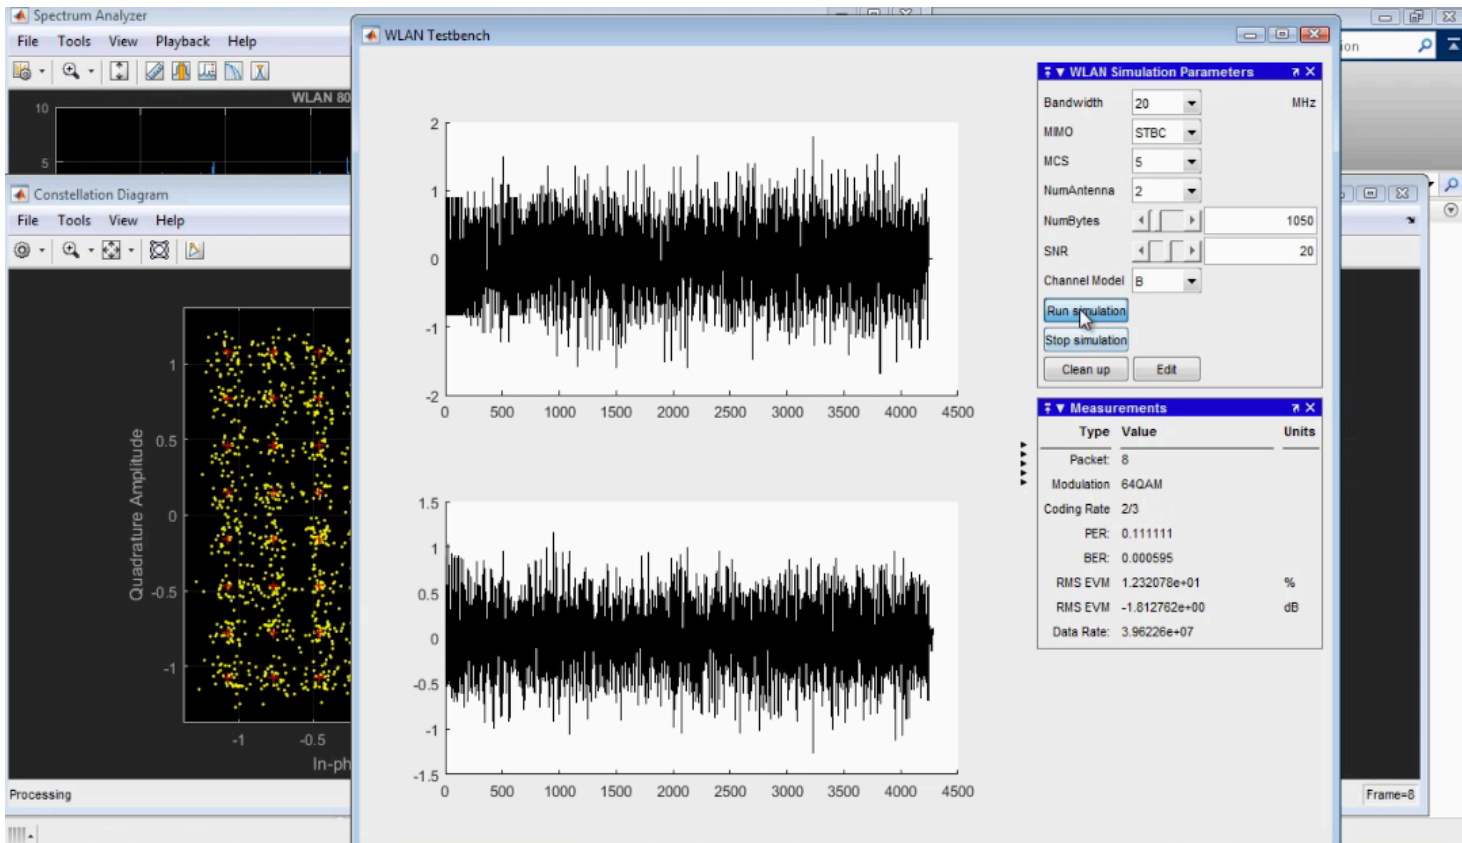 Spectrum Analyzer
File Tools View Playback Help
WLAN 80
10
5
Constellation Diagram
File Tools View Help
1
0.5
0
-0.5
-1
Quadrature Amplitude
-1 -0.5
In-ph
Processing
WLAN Testbench
2
1
0
-1
-2
0 500 1000 1500 2000 2500 3000 3500 4000 4500
1.5
1
0.5
0
-0.5
-1
-1.5
0 500 1000 1500 2000 2500 3000 3500 4000 4500
WLAN Simulation Parameters
Bandwidth 20 MHz
MIMO STBC
MCS 5
NumAntenna 2
NumBytes 1050
SNR 20
Channel Model B
Run simulation
Stop simulation
Clean up Edit
Measurements
Type Value Units
Packet: 8
Modulation 64QAM
Coding Rate 2/3
PER: 0.111111
BER: 0.000595
RMS EVM 1.232078e+01 %
RMS EVM -1.812762e+00 dB
Data Rate: 3.96226e+07
ion
Frame=8